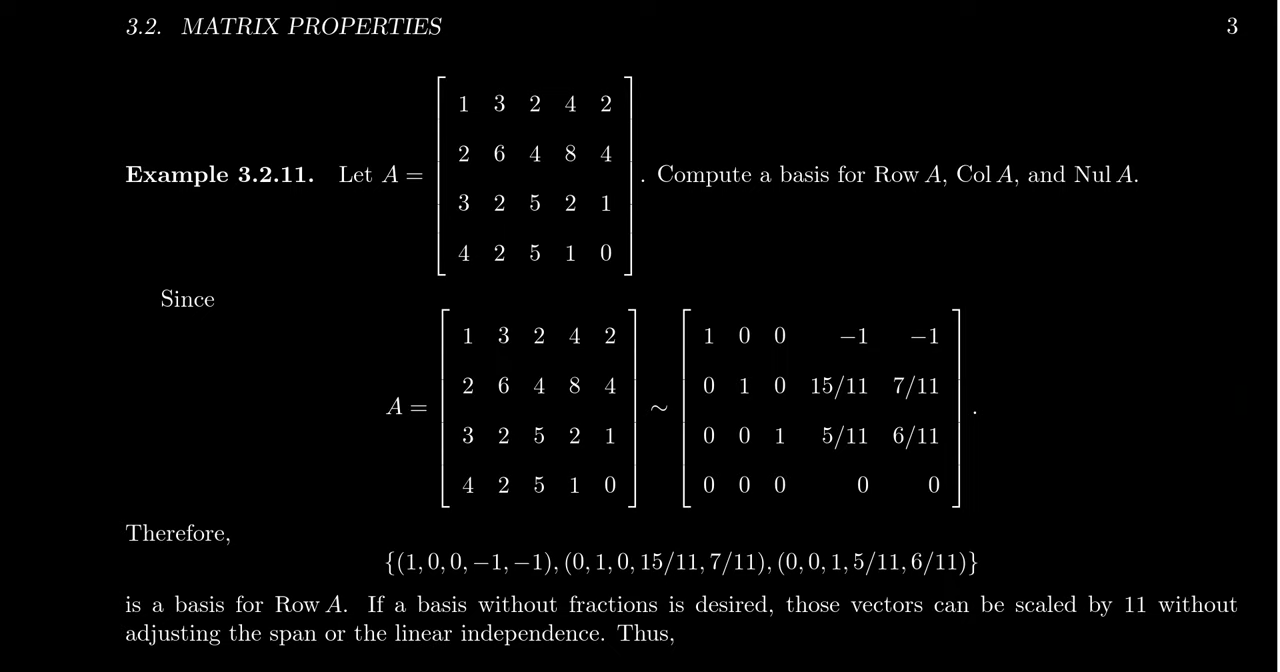 3.2. MATRIX PROPERTIES 3
1 3 2 4 2
2 6 4 8 4
Example 3.2.11. Let A = . Compute a basis for Row A, Col A, and Nul A.
3 2 5 2 1
4 2 5 1 0
Since
1 3 2 4 2 1 0 0 −1 −1
2 6 4 8 4 0 1 0 15/11 7/11
A = ∼ .
3 2 5 2 1 0 0 1 5/11 6/11
4 2 5 1 0 0 0 0 0 0
Therefore,
{(1, 0, 0, −1, −1), (0, 1, 0, 15/11, 7/11), (0, 0, 1, 5/11, 6/11)}
is a basis for Row A. If a basis without fractions is desired, those vectors can be scaled by 11 without
adjusting the span or the linear independence. Thus,